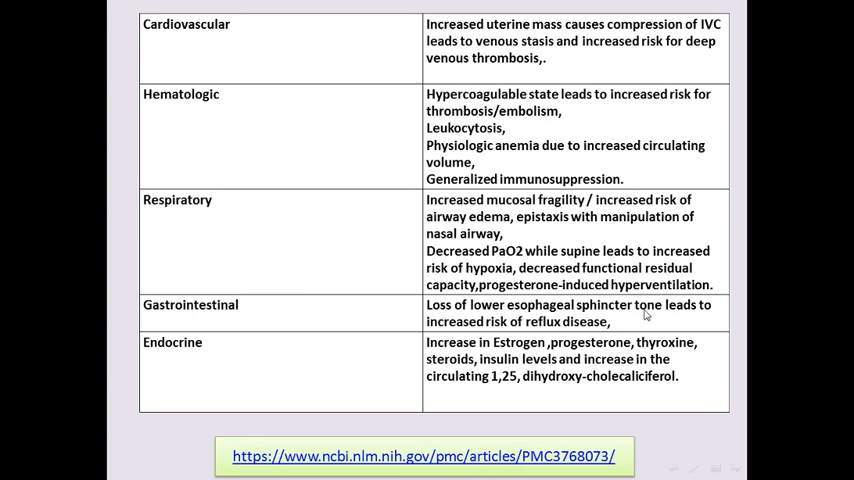 Cardiovascular
Increased uterine mass causes compression of IVC
leads to venous stasis and increased risk for deep
venous thrombosis,.
Hematologic
Hypercoagulable state leads to increased risk for
thrombosis/embolism,
Leukocytosis,
Physiologic anemia due to increased circulating
volume,
Generalized immunosuppression.
Respiratory
Increased mucosal fragility / increased risk of
airway edema, epistaxis with manipulation of
nasal airway,
Decreased PaO2 while supine leads to increased
risk of hypoxia, decreased functional residual
capacity,progesterone-induced hyperventilation.
Gastrointestinal
Loss of lower esophageal sphincter tone leads to
increased risk of reflux disease,
Endocrine
Increase in Estrogen ,progesterone, thyroxine,
steroids, insulin levels and increase in the
circulating 1,25, dihydroxy-cholecaliciferol.
https://www.ncbi.nlm.nih.gov/pmc/articles/PMC3768073/